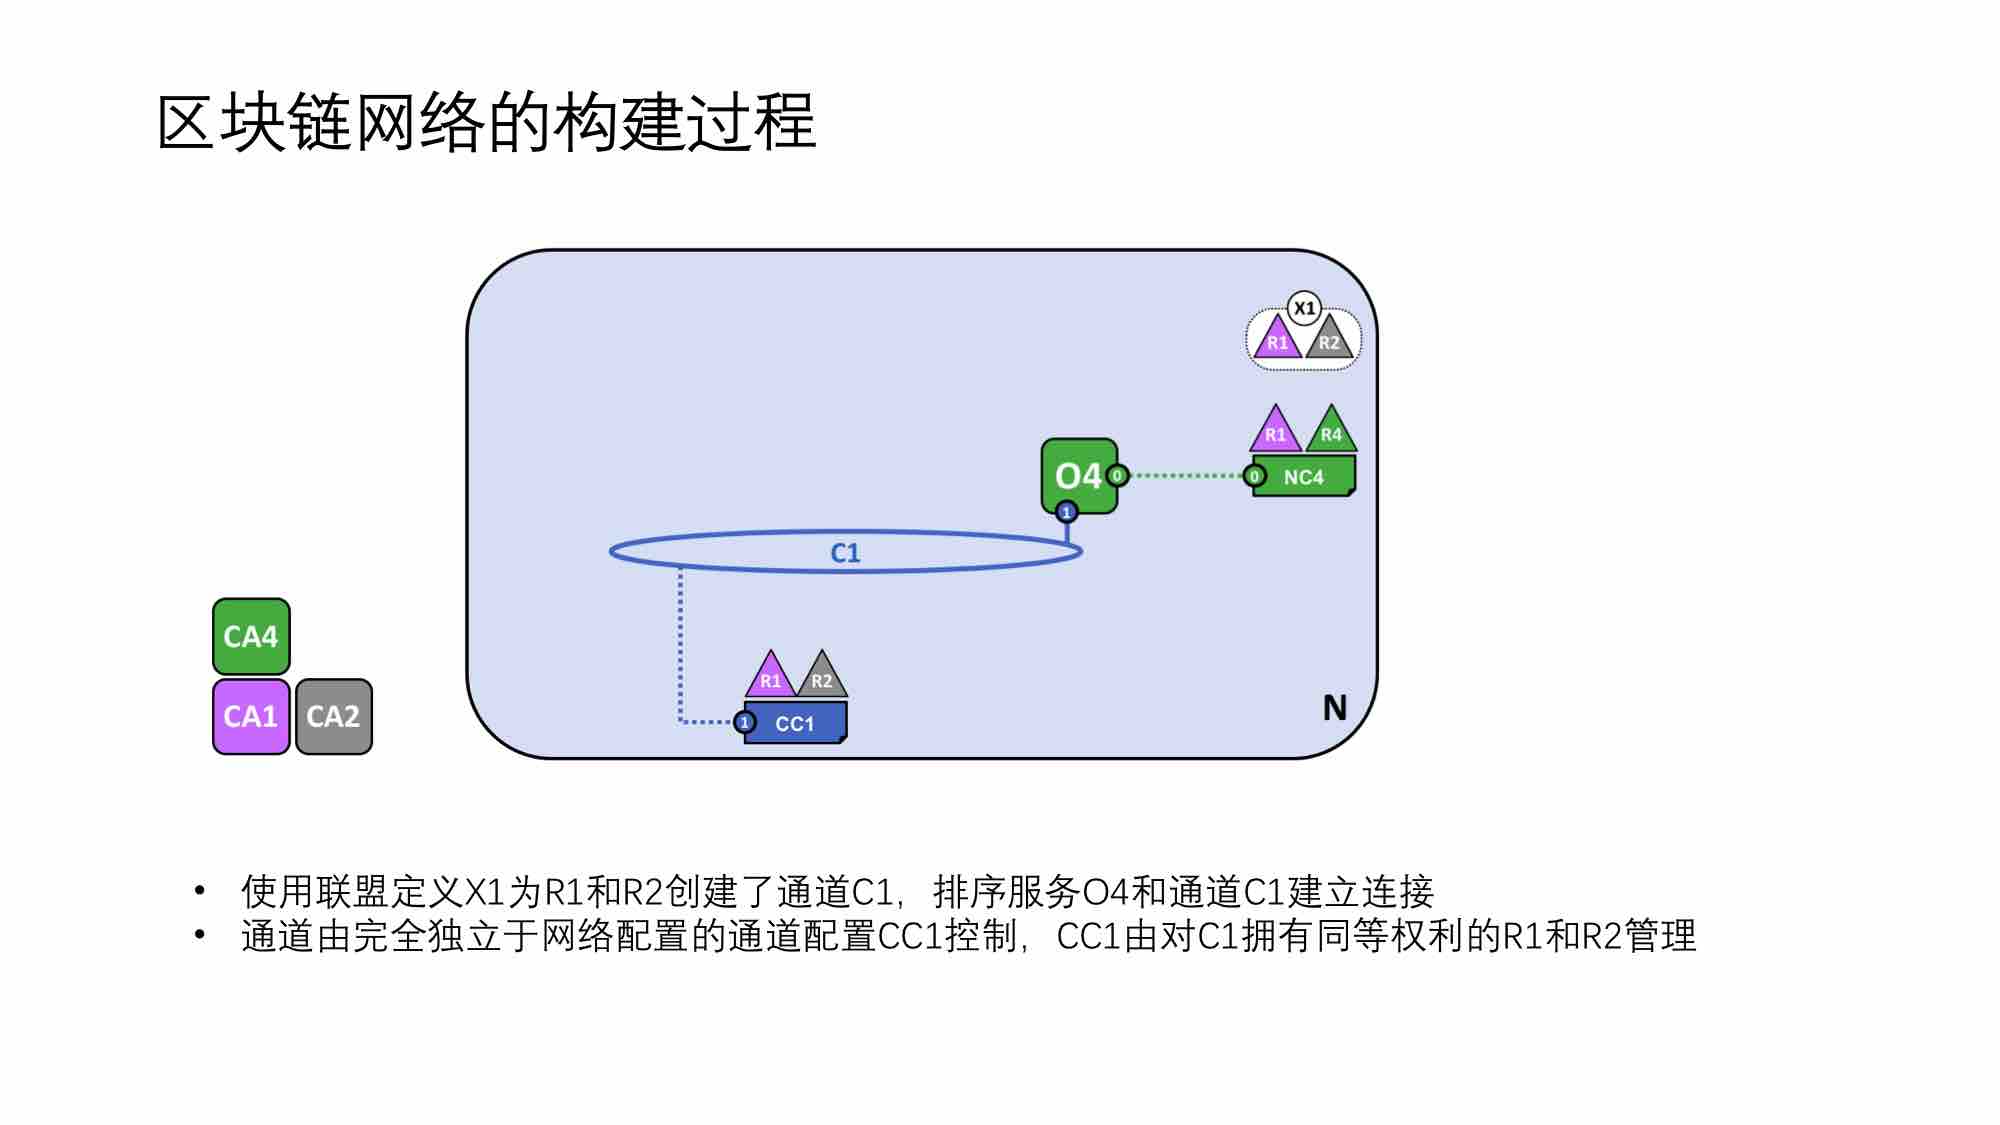 区块链网络的构建过程
X1
R1 R2
R1 R4
O4 0 0 NC4
1
C1
CA4
R1 R2
CA1 CA2
1 CC1
N
• 使用联盟定义X1为R1和R2创建了通道C1，排序服务O4和通道C1建立连接
• 通道由完全独立于网络配置的通道配置CC1控制，CC1由对C1拥有同等权利的R1和R2管理